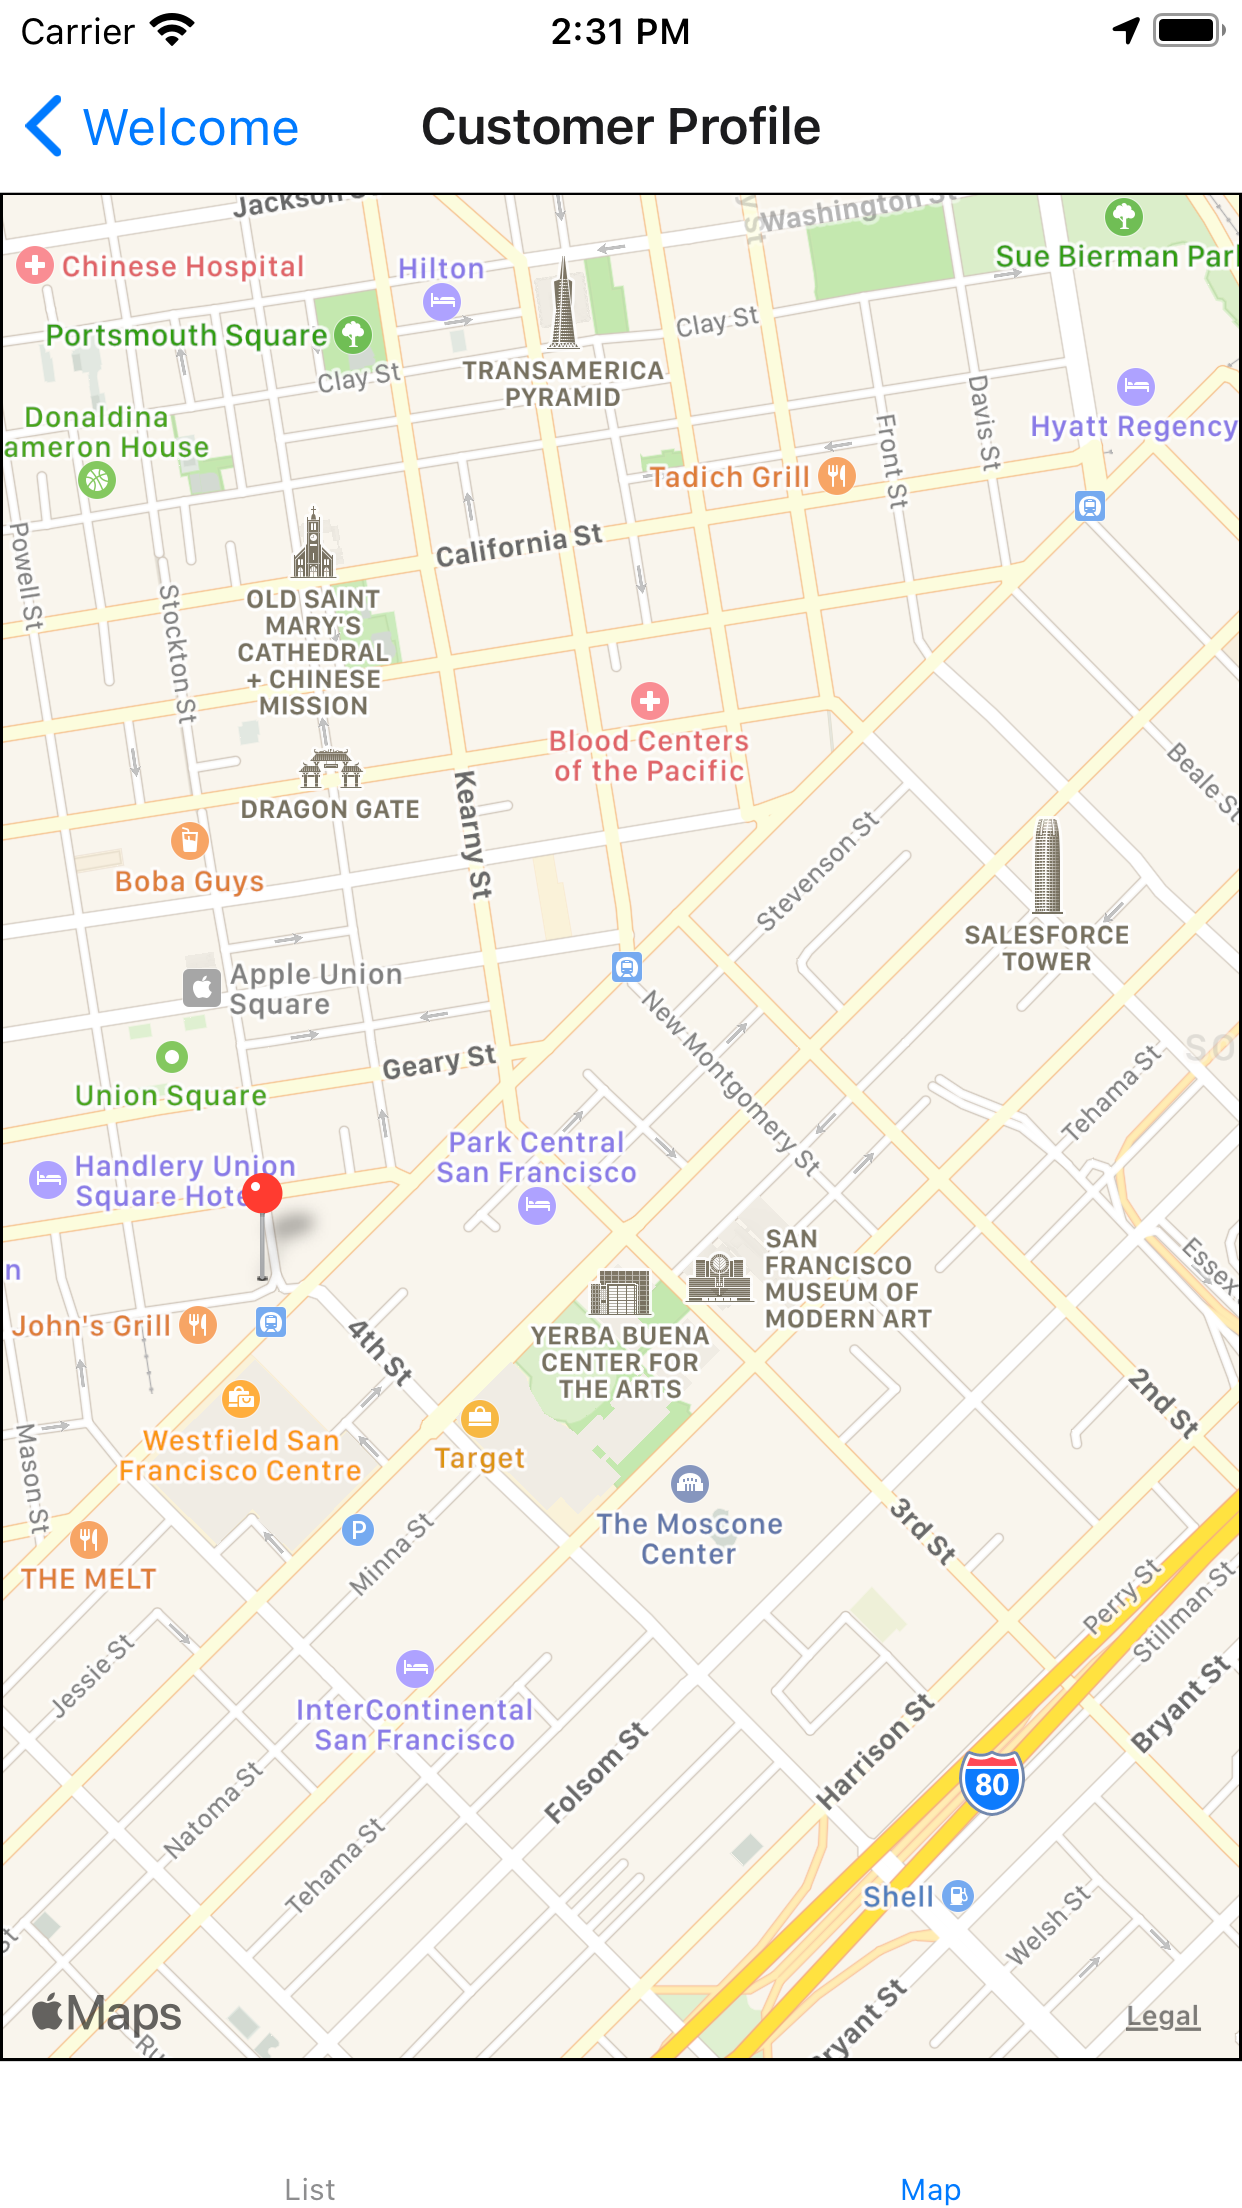 Carrier 2:31 PM
Welcome
Customer Profile
Washington St
Chinese Hospital
Hilton
Sue Bierman Park
Portsmouth Square
Clay St
Clay St
TRANSAMERICA
PYRAMID
Donaldina
ameron House
Davis St
Front St
Hyatt Regency
Tadich Grill
Powell St
California St
Stockton St
OLD SAINT
MARY'S
CATHEDRAL
+ CHINESE
MISSION
Blood Centers
of the Pacific
Beale St
DRAGON GATE
Kearny St
Boba Guys
Stevenson St
SALESFORCE
TOWER
Apple Union
Square
New Montgomery St
SO
Geary St
Union Square
Tehama St
Park Central
San Francisco
Handlery Union
Square Hote
SAN
FRANCISCO
MUSEUM OF
MODERN ART
Essex
n
John's Grill
4th St
YERBA BUENA
CENTER FOR
THE ARTS
2nd St
Westfield San
Francisco Centre
Target
Mason St
P
Minna St
The Moscone
Center
3rd St
THE MELT
Perry St
Stillman St
Jessie St
InterContinental
San Francisco
Bryant St
Folsom St
Harrison St
80
Natoma St
Tehama St
Shell
Welsh St
St
Maps
Legal
ryant St
Ru
List
Map